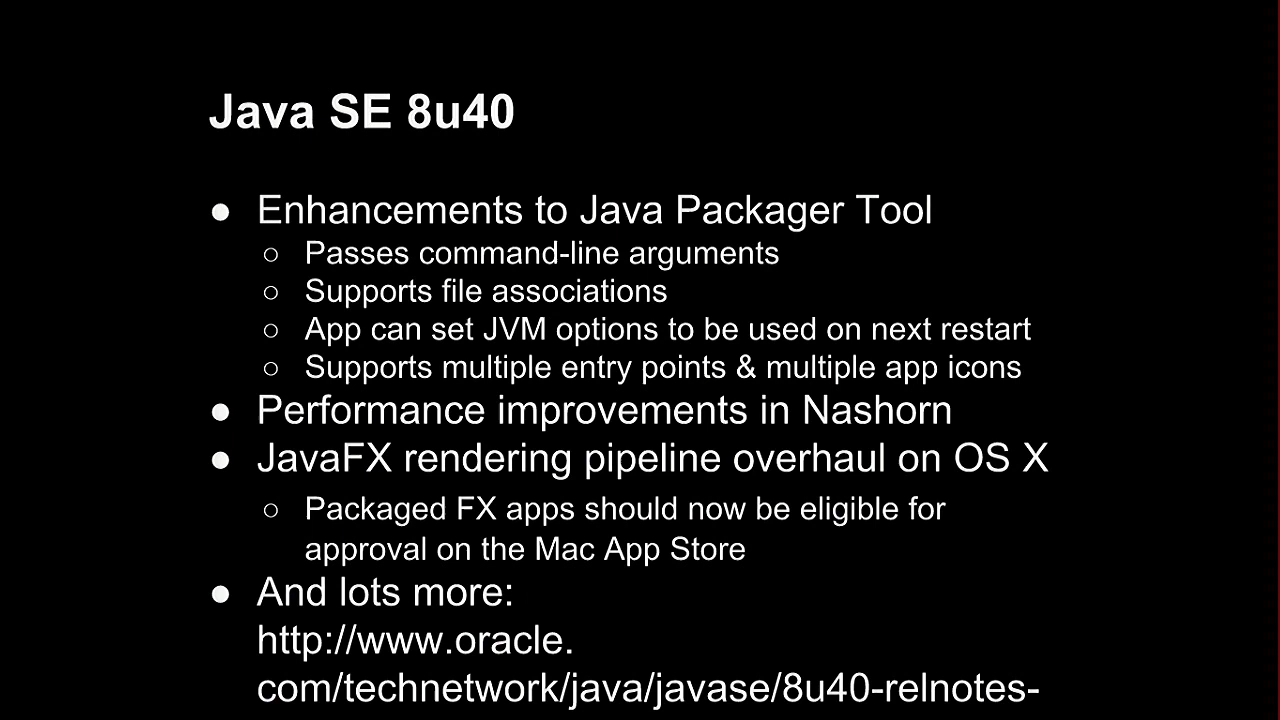 Java SE 8u40
● Enhancements to Java Packager Tool
○ Passes command-line arguments
○ Supports file associations
○ App can set JVM options to be used on next restart
○ Supports multiple entry points & multiple app icons
● Performance improvements in Nashorn
● JavaFX rendering pipeline overhaul on OS X
○ Packaged FX apps should now be eligible for
approval on the Mac App Store
● And lots more:
http://www.oracle.
com/technetwork/java/javase/8u40-relnotes-